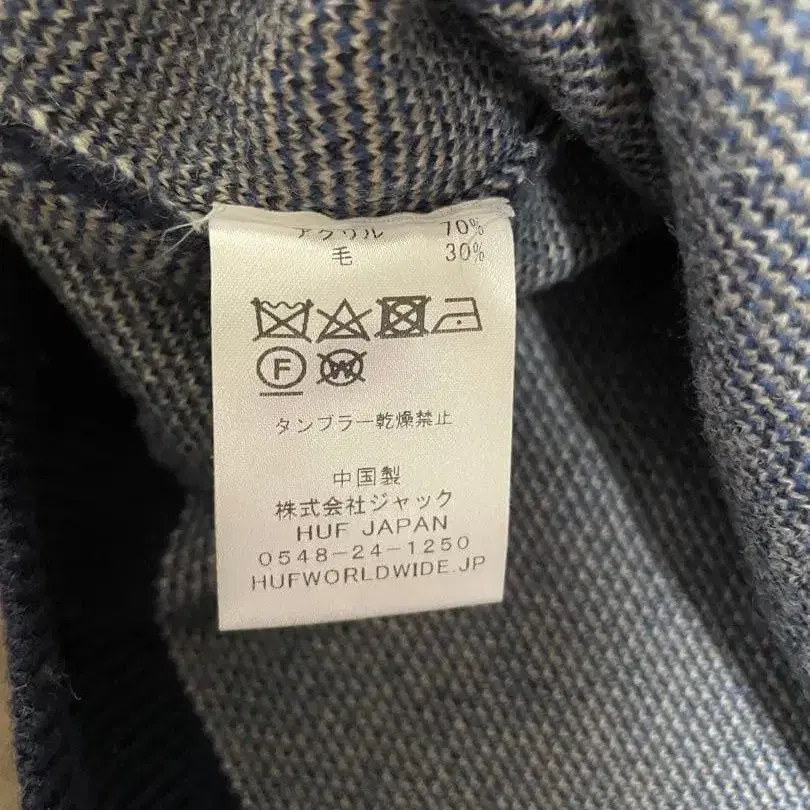 アクリル 70%
毛 30%
F W
タンブラー乾燥禁止
中国製
株式会社ジャック
HUF JAPAN
0548-24-1250
HUFWORLDWIDE.JP